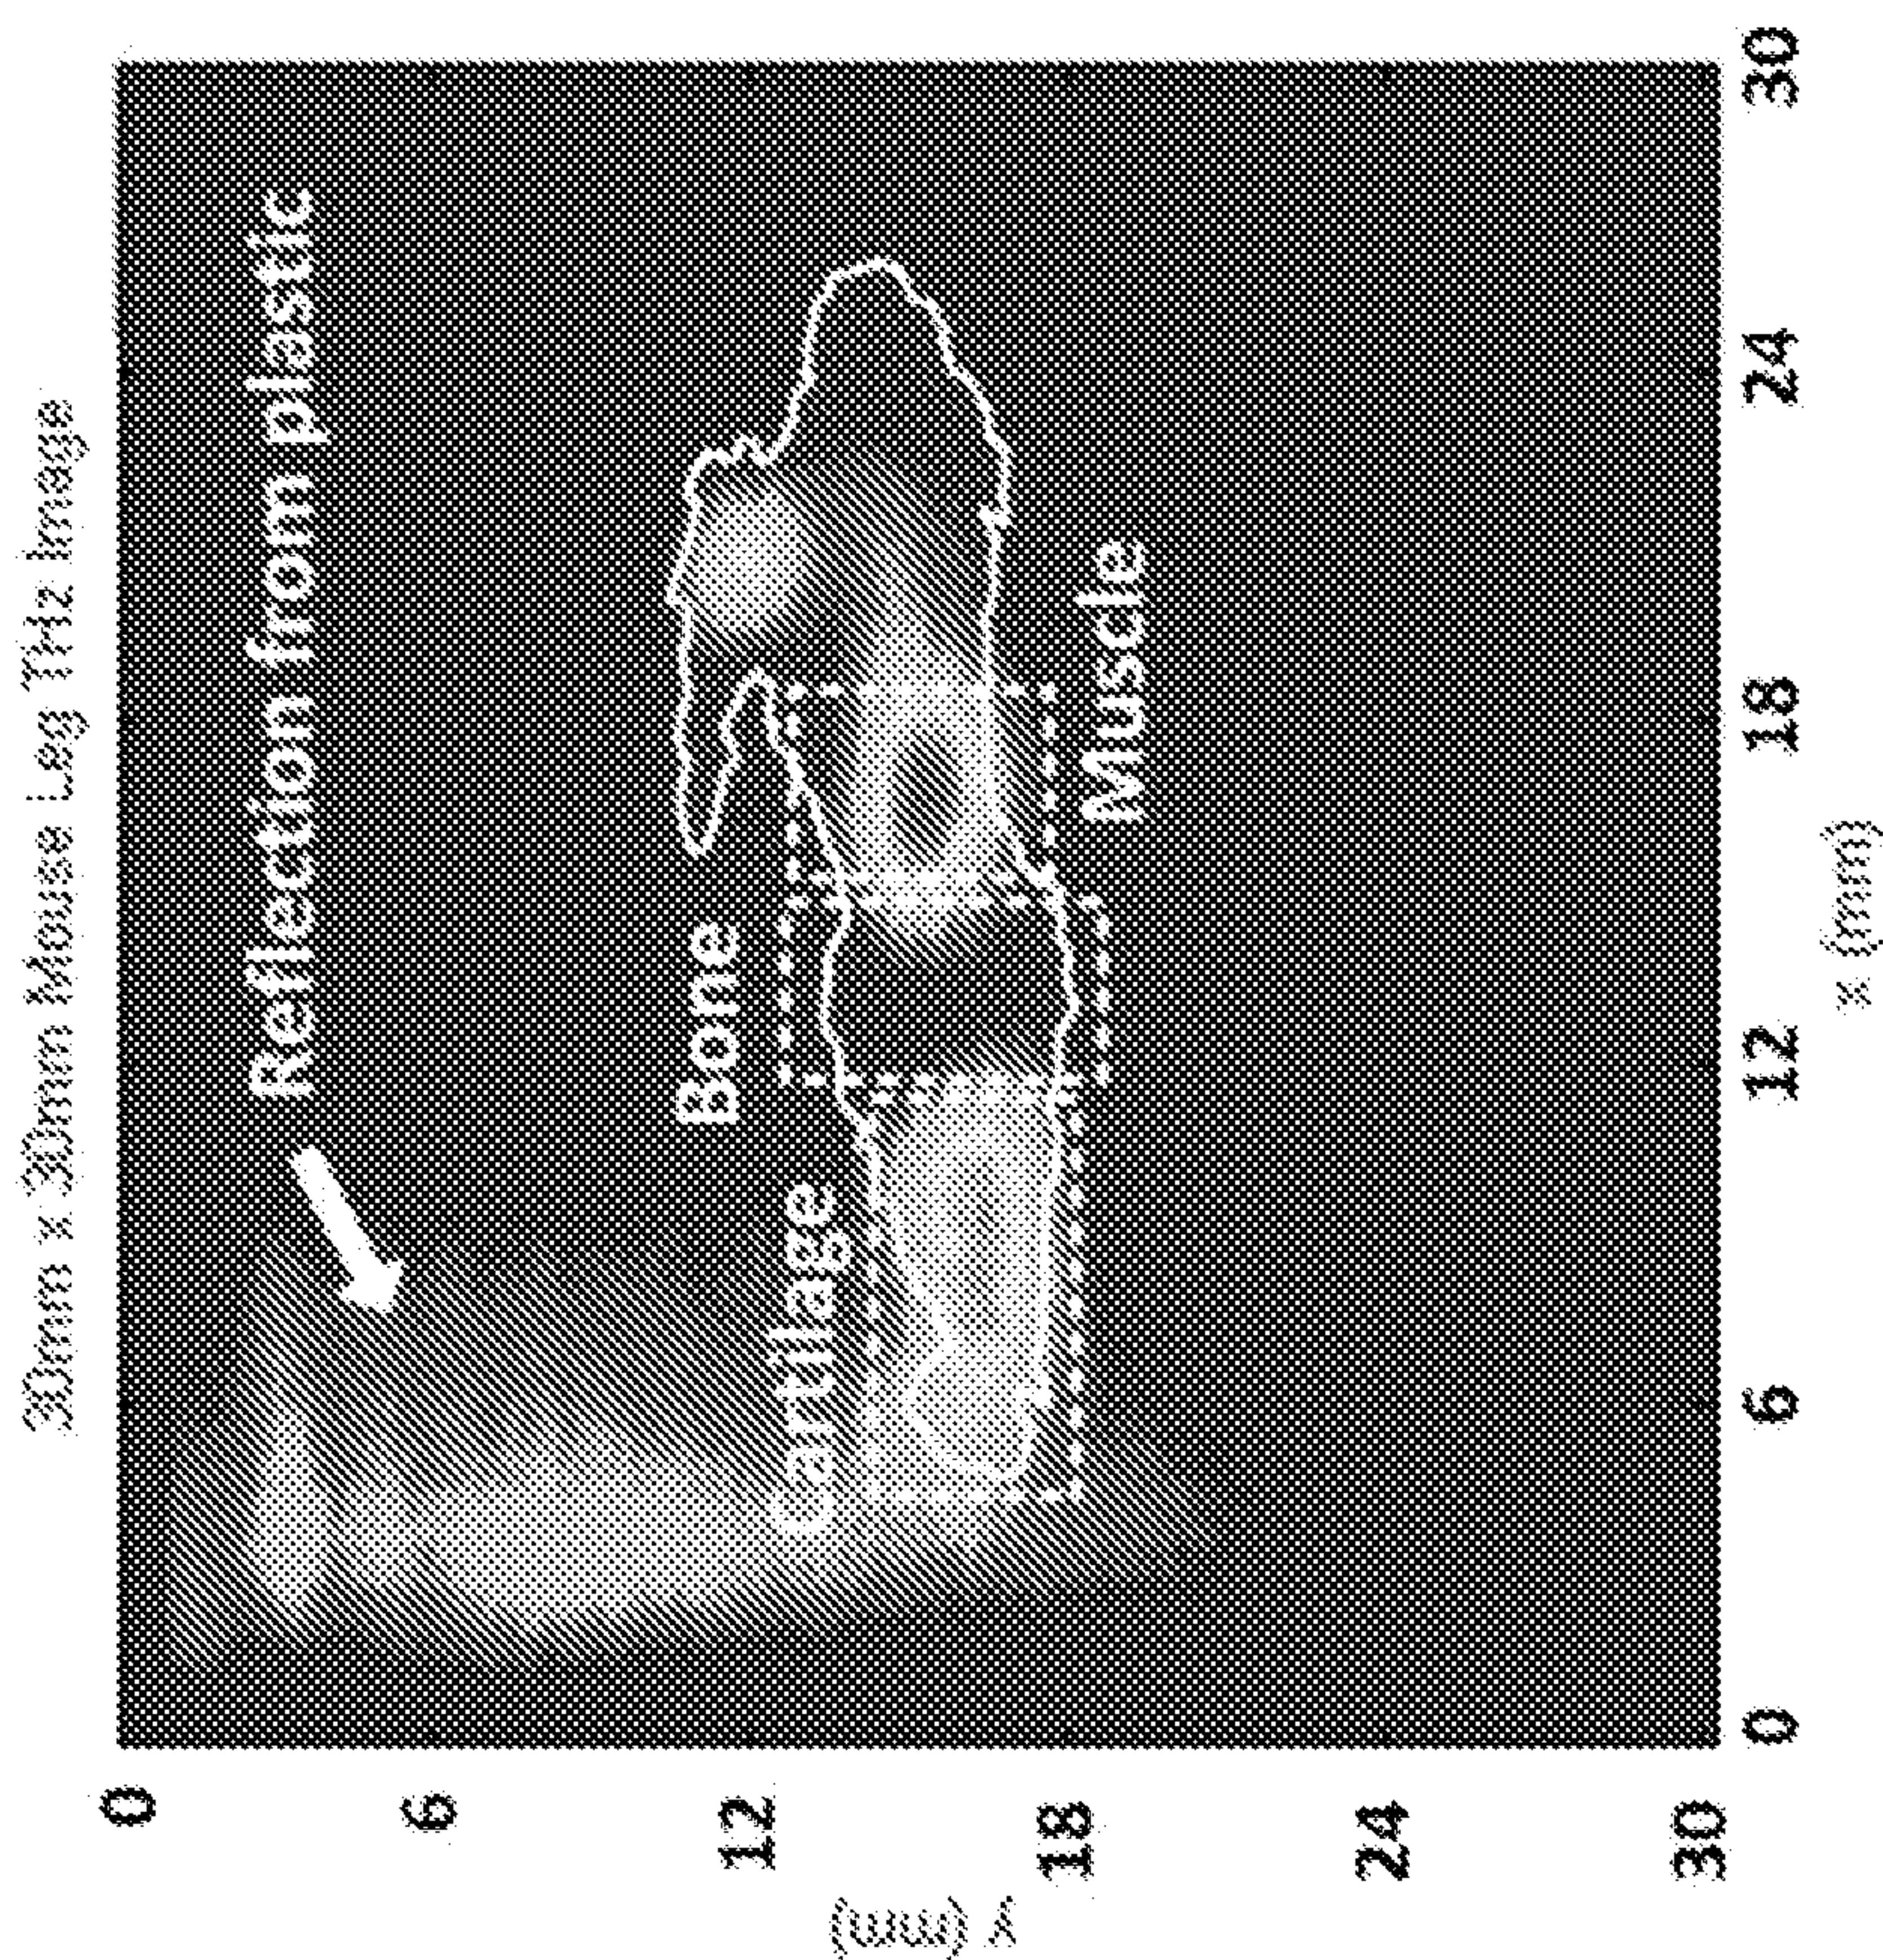 30mm x 30mm Mouse Leg THz Image
Reflection from plastic
Bone
Cartilage
Muscle
0
6
12
18
24
30
y (mm)
0
6
12
18
24
30
x (mm)